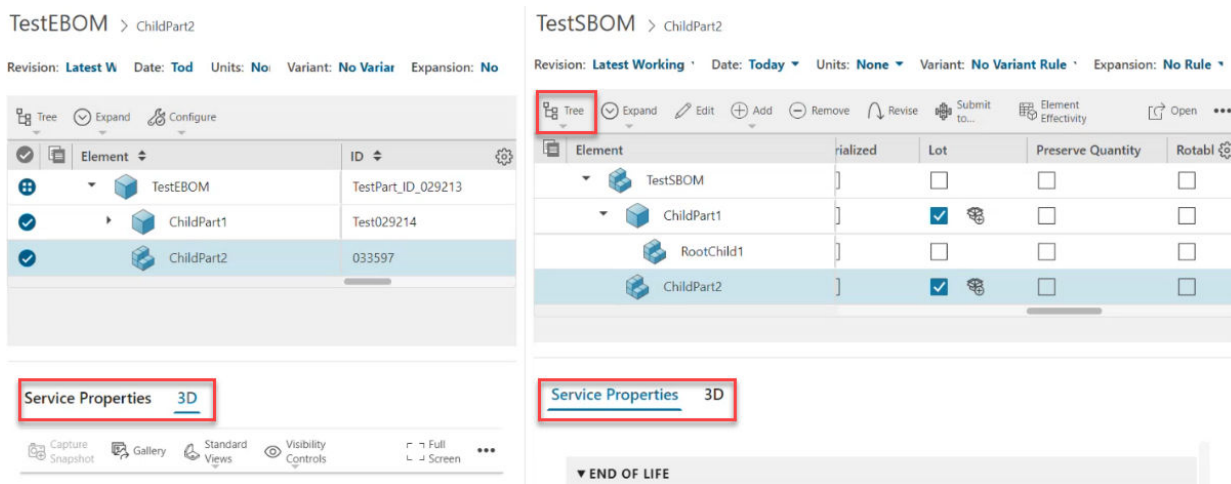 TestEBOM > ChildPart2
Revision: Latest W Date: Tod Units: No Variant: No Variar Expansion: No
Tree Expand Configure
Element ID
TestEBOM TestPart_ID_029213
ChildPart1 Test029214
ChildPart2 033597
Service Properties 3D
Capture Snapshot Gallery Standard Views Visibility Controls Full Screen •••
TestSBOM > ChildPart2
Revision: Latest Working Date: Today Units: None Variant: No Variant Rule Expansion: No Rule
Tree Expand Edit Add Remove Revise Submit to... Element Effectivity Open •••
Element rialized Lot Preserve Quantity Rotabl
TestSBOM
ChildPart1
RootChild1
ChildPart2
Service Properties 3D
END OF LIFE